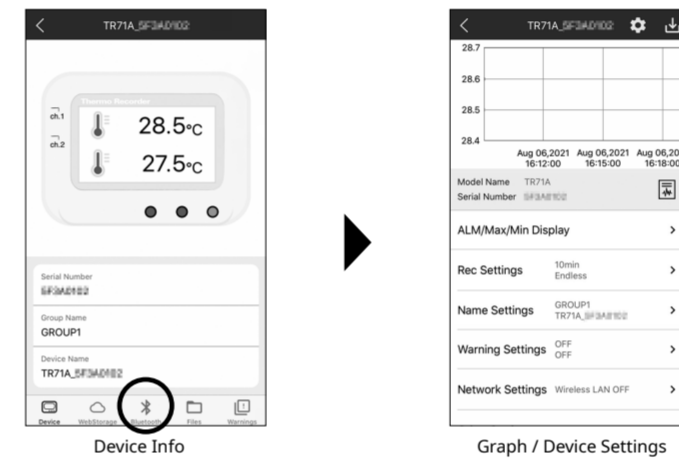 TR71A_
Thermo Recorder
ch.1
28.5°C
ch.2
27.5°C
Serial Number
Group Name
GROUP1
Device Name
TR71A_
Device WebStorage Bluetooth Files Warnings
Device Info
TR71A_
28.7
28.6
28.5
28.4
Aug 06,2021 Aug 06,2021 Aug 06,20
16:12:00 16:15:00 16:18:00
Model Name TR71A
Serial Number
ALM/Max/Min Display
Rec Settings 10min
Endless
Name Settings GROUP1
TR71A_
Warning Settings OFF
OFF
Network Settings Wireless LAN OFF
Graph / Device Settings